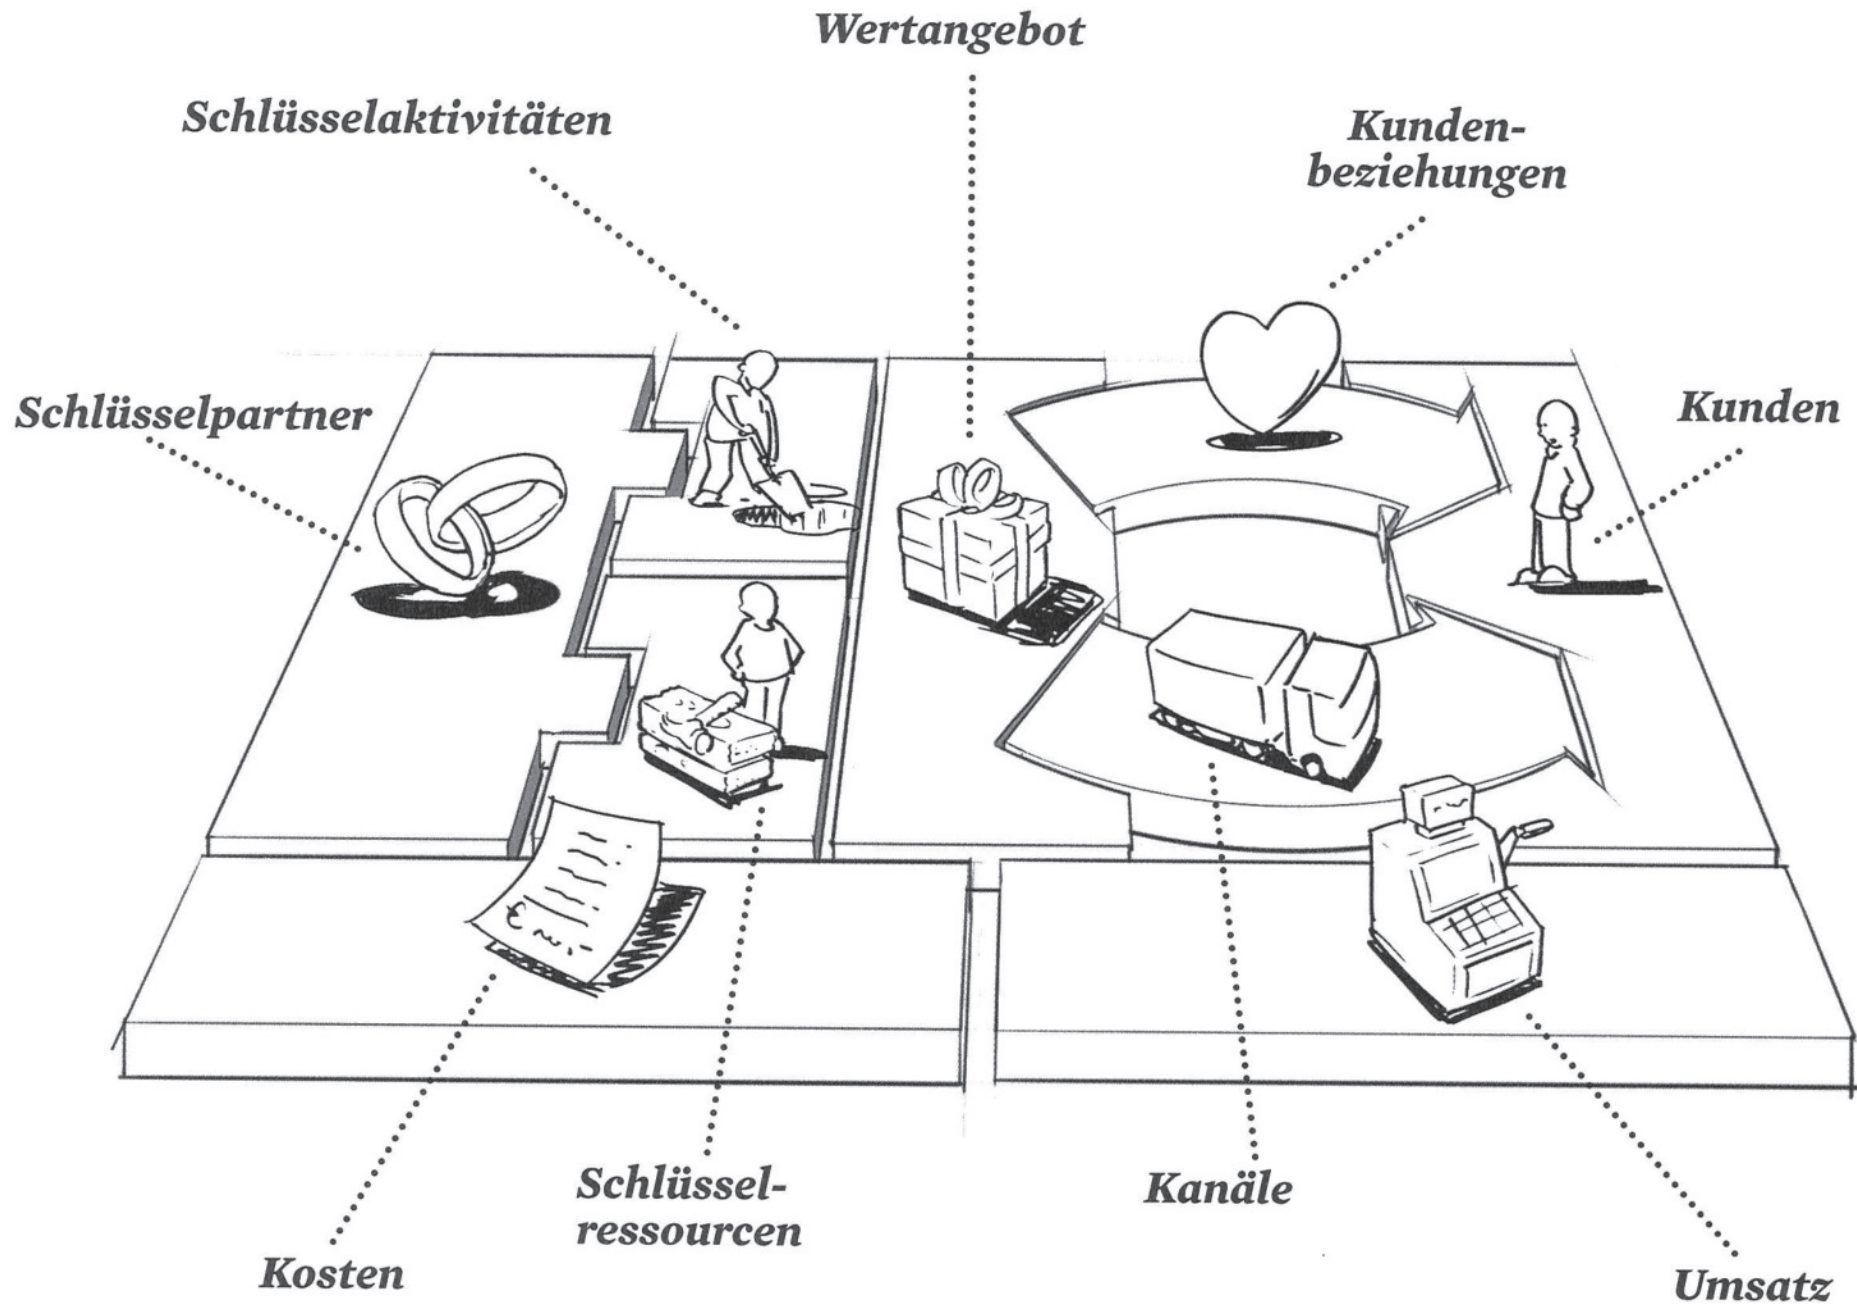 Wertangebot
Schlüsselaktivitäten
Kunden-
beziehungen
Schlüsselpartner
Kunden
€
Schlüssel-
ressourcen
Kanäle
Kosten
Umsatz